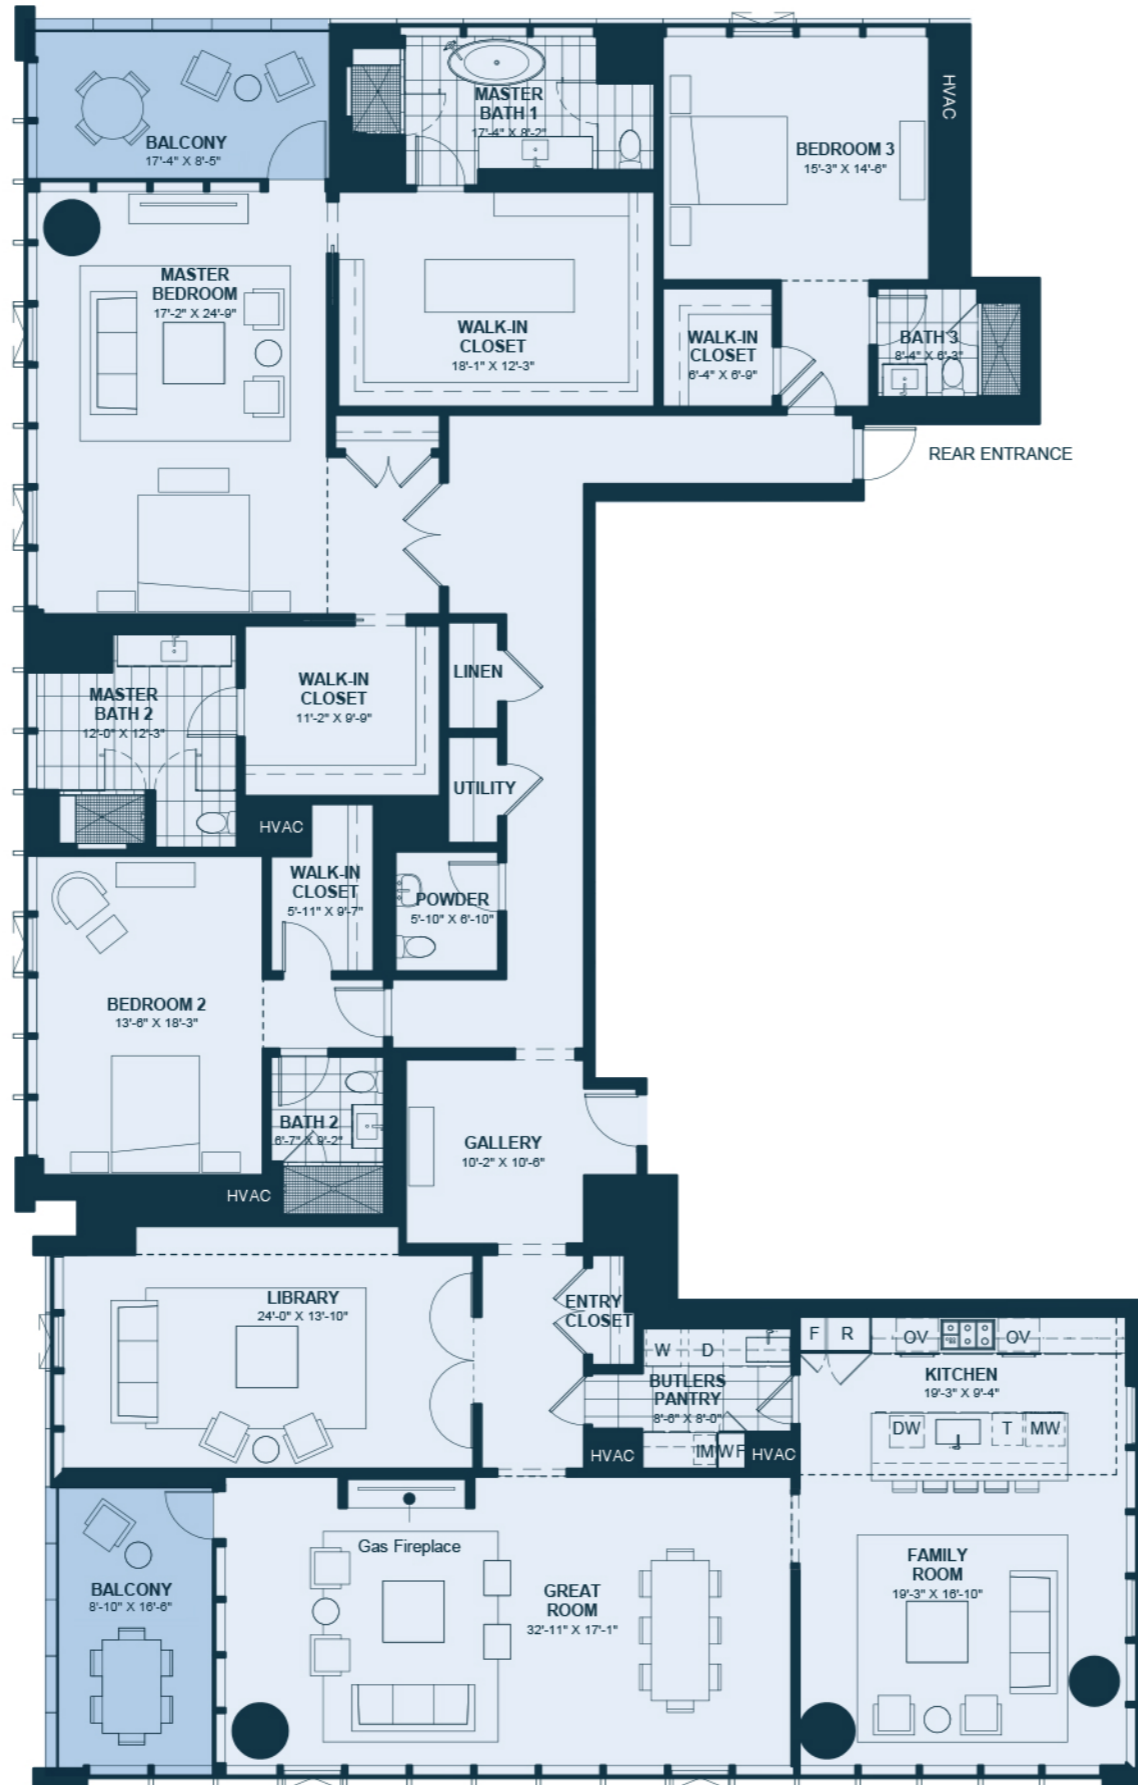 BALCONY
17'-4" X 8'-5"
MASTER
BATH 1
17'-4" X 8'-2"
BEDROOM 3
15'-3" X 14'-6"
HVAC
MASTER
BEDROOM
17'-2" X 24'-9"
WALK-IN
CLOSET
18'-1" X 12'-3"
WALK-IN
CLOSET
6'-4" X 6'-9"
BATH 3
8'-4" X 6'-3"
REAR ENTRANCE
MASTER
BATH 2
12'-0" X 12'-3"
WALK-IN
CLOSET
11'-2" X 9'-9"
LINEN
UTILITY
HVAC
WALK-IN
CLOSET
5'-11" X 9'-7"
POWDER
5'-10" X 6'-10"
BEDROOM 2
13'-6" X 18'-3"
BATH 2
6'-7" X 9'-2"
HVAC
GALLERY
10'-2" X 10'-6"
LIBRARY
24'-0" X 13'-10"
ENTRY
CLOSET
W D
BUTLERS
PANTRY
8'-6" X 8'-0"
HVAC
IM WF
HVAC
F R
OV OV
KITCHEN
19'-3" X 9'-4"
DW T MW
BALCONY
8'-10" X 16'-6"
Gas Fireplace
GREAT
ROOM
32'-11" X 17'-1"
FAMILY
ROOM
19'-3" X 16'-10"